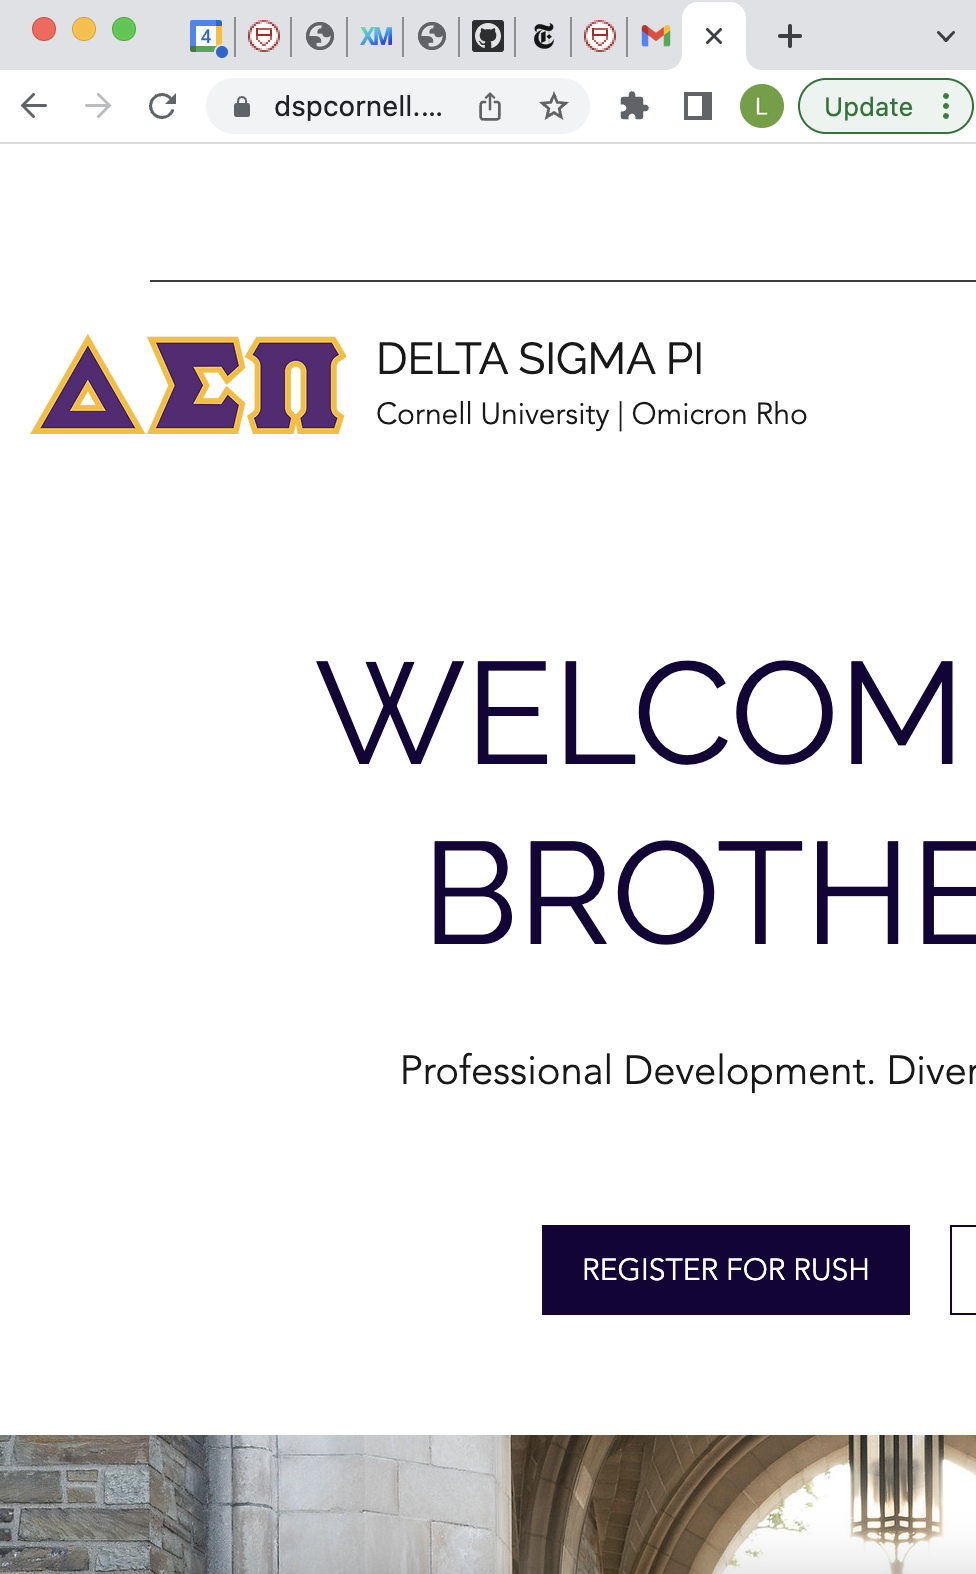 4
XM
dspcornell....
L
Update
ΔΣΠ
DELTA SIGMA PI
Cornell University | Omicron Rho
WELCOM
BROTHE
Professional Development. Diver
REGISTER FOR RUSH